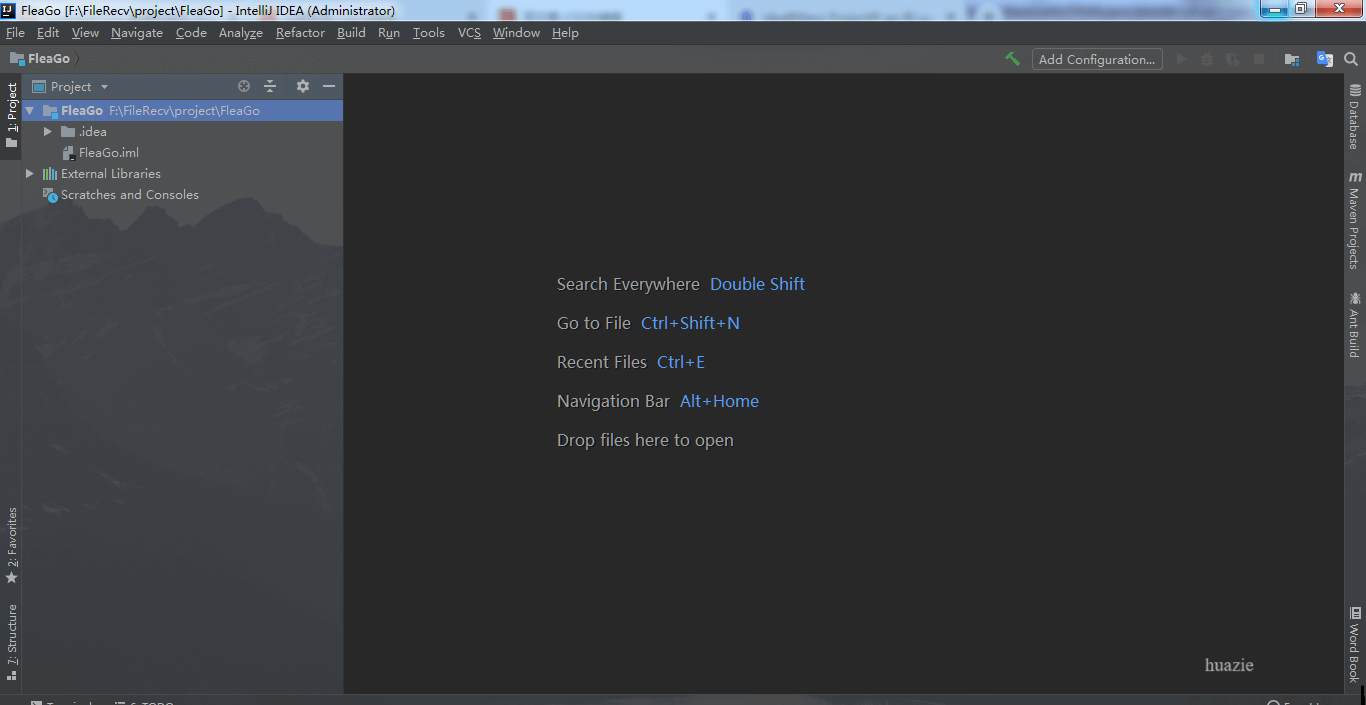 FleaGo [F:\FileRecv\project\FleaGo] - IntelliJ IDEA (Administrator)
File Edit View Navigate Code Analyze Refactor Build Run Tools VCS Window Help
FleaGo
Add Configuration...
1: Project
Project
FleaGo F:\FileRecv\project\FleaGo
.idea
FleaGo.iml
External Libraries
Scratches and Consoles
Search Everywhere Double Shift
Go to File Ctrl+Shift+N
Recent Files Ctrl+E
Navigation Bar Alt+Home
Drop files here to open
2: Favorites
7: Structure
Database
Maven Projects
Ant Build
Word Book
huazie
Terminal
6: TODO